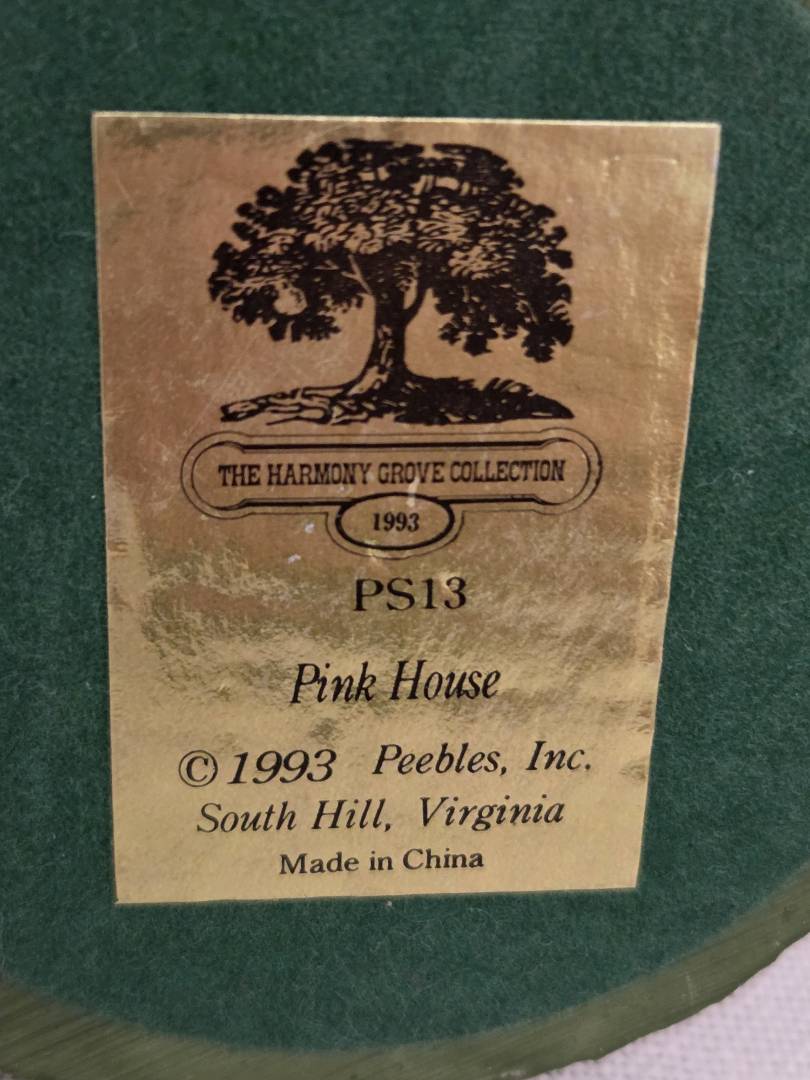 THE HARMONY GROVE COLLECTION
1993
PS13
Pink House
© 1993 Peebles, Inc.
South Hill, Virginia
Made in China